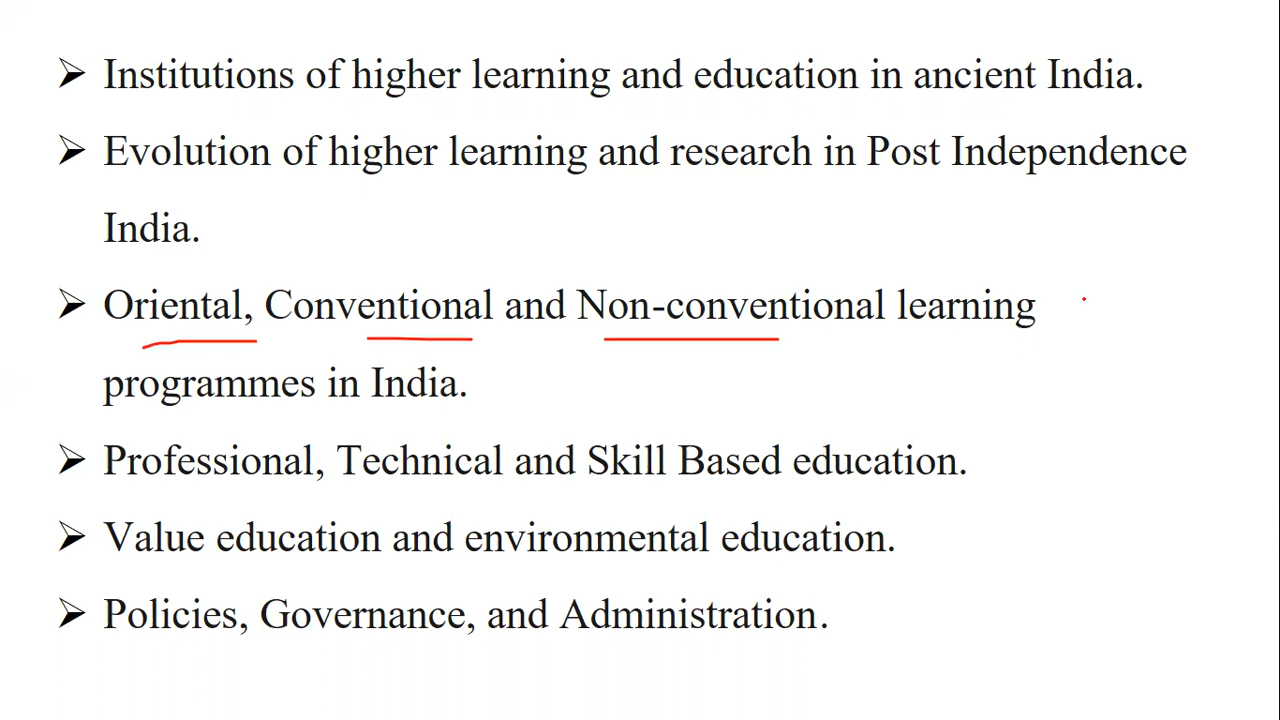 ➢ Institutions of higher learning and education in ancient India.
➢ Evolution of higher learning and research in Post Independence
India.
➢ Oriental, Conventional and Non-conventional learning
programmes in India.
➢ Professional, Technical and Skill Based education.
➢ Value education and environmental education.
➢ Policies, Governance, and Administration.